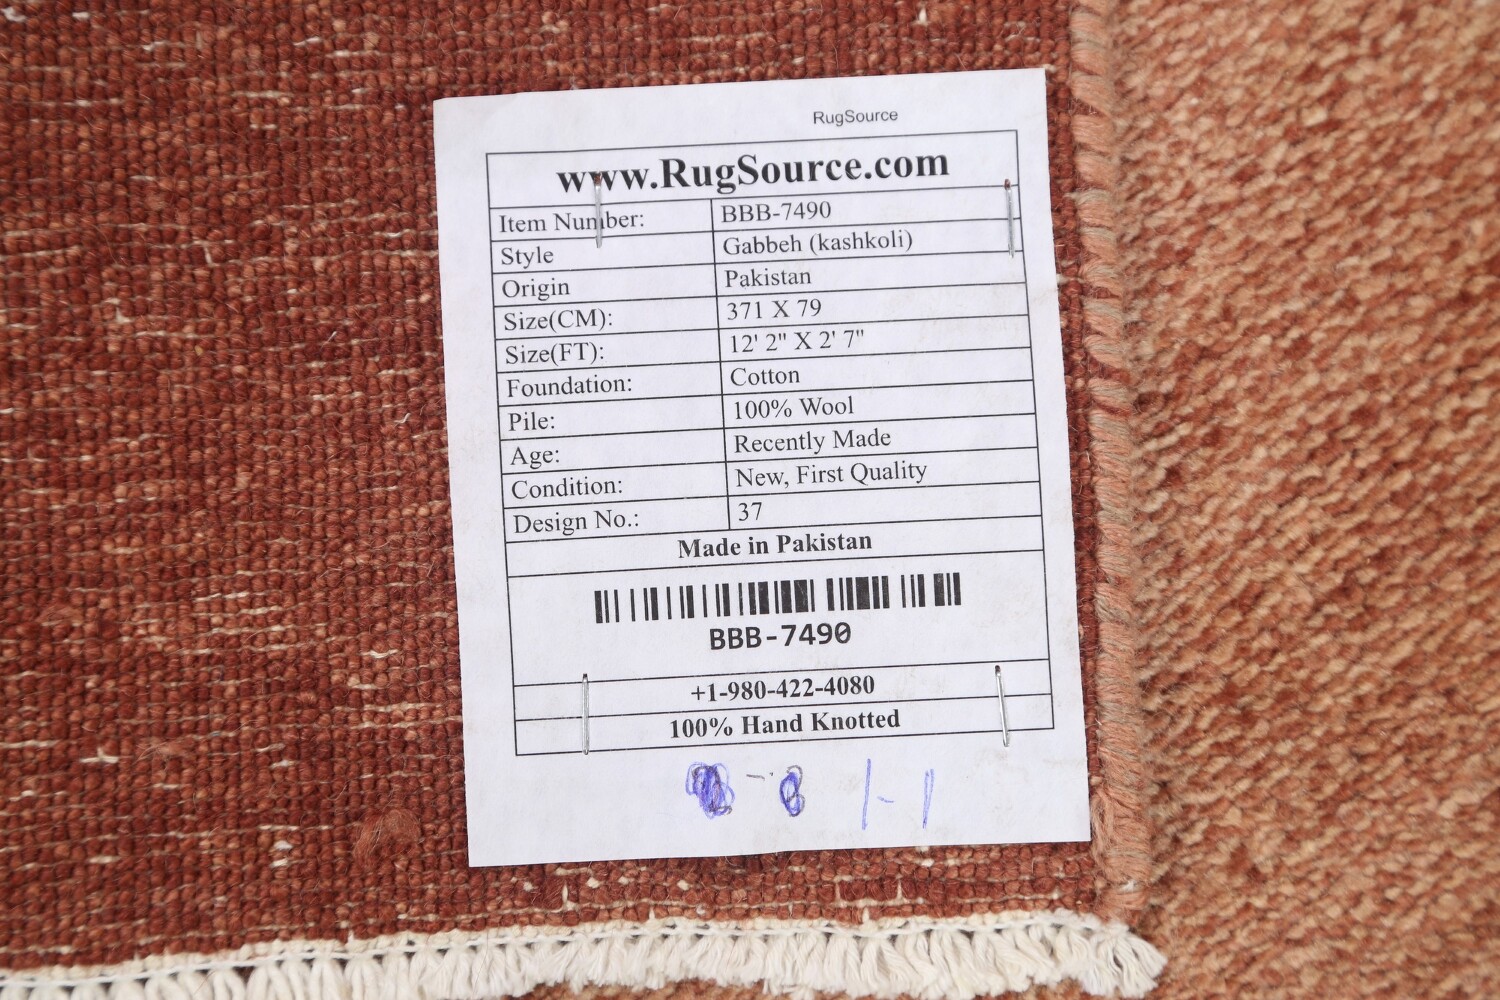 RugSource
www.RugSource.com
Item Number: BBB-7490
Style Gabbeh (kashkoli)
Origin Pakistan
Size(CM): 371 X 79
Size(FT): 12' 2" X 2' 7"
Foundation: Cotton
Pile: 100% Wool
Age: Recently Made
Condition: New, First Quality
Design No.: 37
Made in Pakistan
BBB-7490
+1-980-422-4080
100% Hand Knotted
1-1